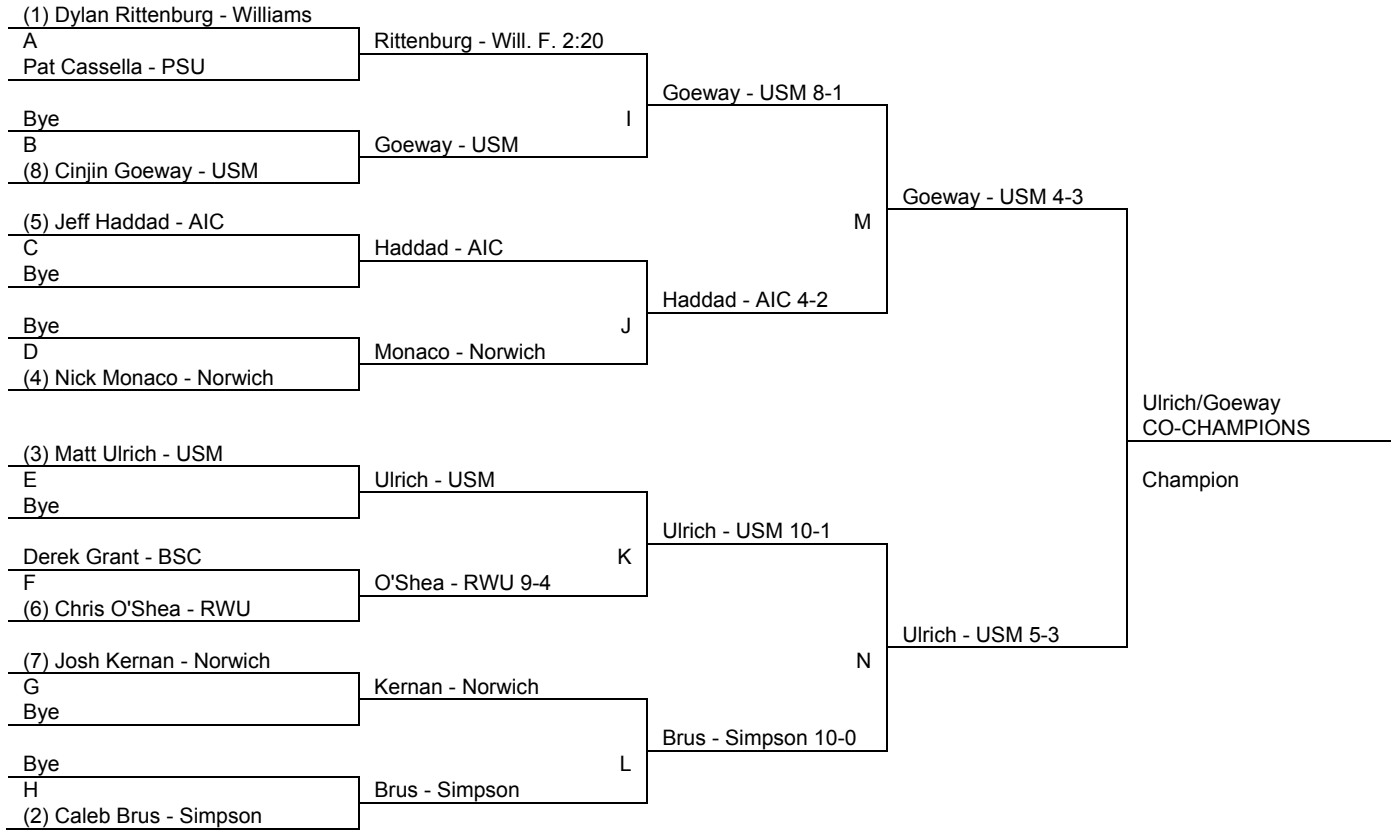 (1) Dylan Rittenburg - Williams
A
Rittenburg - Will. F. 2:20
Pat Cassella - PSU
Goeway - USM 8-1
Bye
I
B
Goeway - USM
(8) Cinjin Goeway - USM
Goeway - USM 4-3
(5) Jeff Haddad - AIC
M
C
Haddad - AIC
Bye
Haddad - AIC 4-2
Bye
J
D
Monaco - Norwich
(4) Nick Monaco - Norwich
Ulrich/Goeway
CO-CHAMPIONS
(3) Matt Ulrich - USM
E
Ulrich - USM
Champion
Bye
Ulrich - USM 10-1
Derek Grant - BSC
K
F
O'Shea - RWU 9-4
(6) Chris O'Shea - RWU
Ulrich - USM 5-3
(7) Josh Kernan - Norwich
N
G
Kernan - Norwich
Bye
Brus - Simpson 10-0
Bye
L
H
Brus - Simpson
(2) Caleb Brus - Simpson